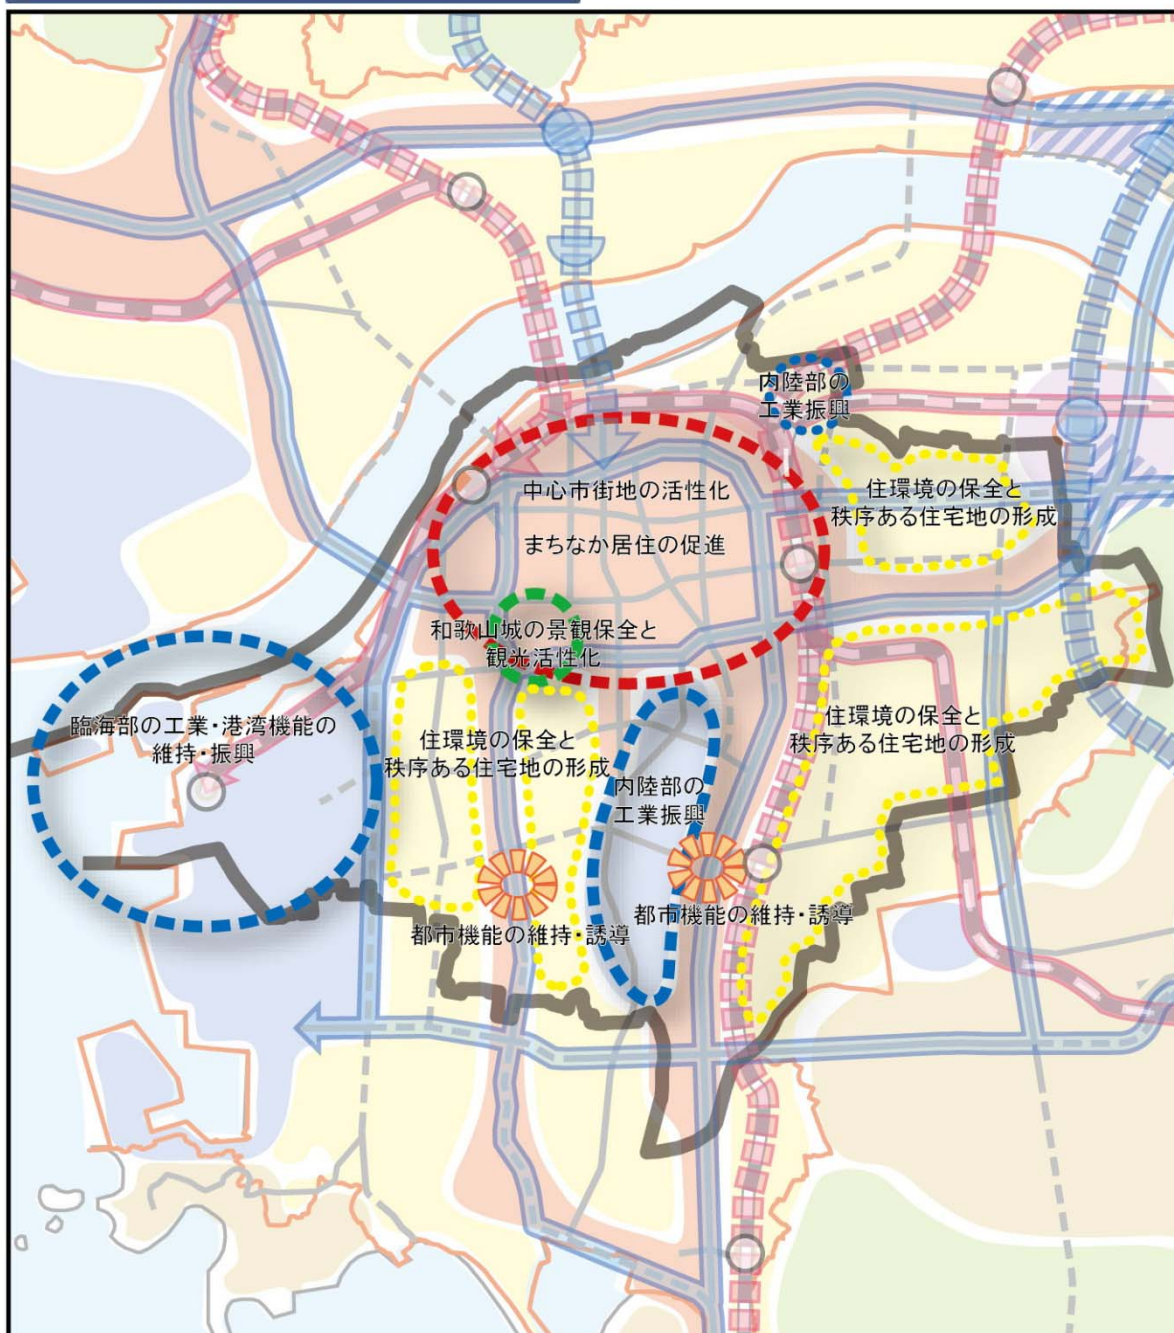 内陸部の
工業振興
中心市街地の活性化
まちなか居住の促進
住環境の保全と
秩序ある住宅地の形成
和歌山城の景観保全と
観光活性化
臨海部の工業・港湾機能の
維持・振興
住環境の保全と
秩序ある住宅地の形成
住環境の保全と
秩序ある住宅地の形成
内陸部の
工業振興
都市機能の維持・誘導
都市機能の維持・誘導